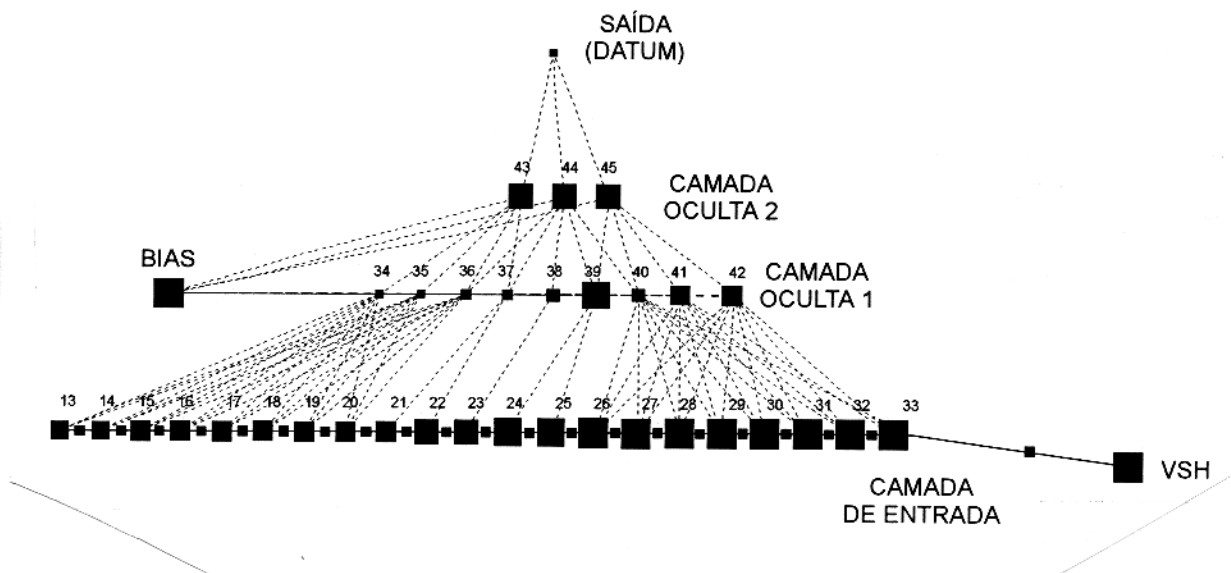 SAÍDA
(DATUM)
43 44 45
CAMADA
OCULTA 2
BIAS
34 35 36 37 38 39 40 41 42
CAMADA
OCULTA 1
13 14 15 16 17 18 19 20 21 22 23 24 25 26 27 28 29 30 31 32 33
VSH
CAMADA
DE ENTRADA